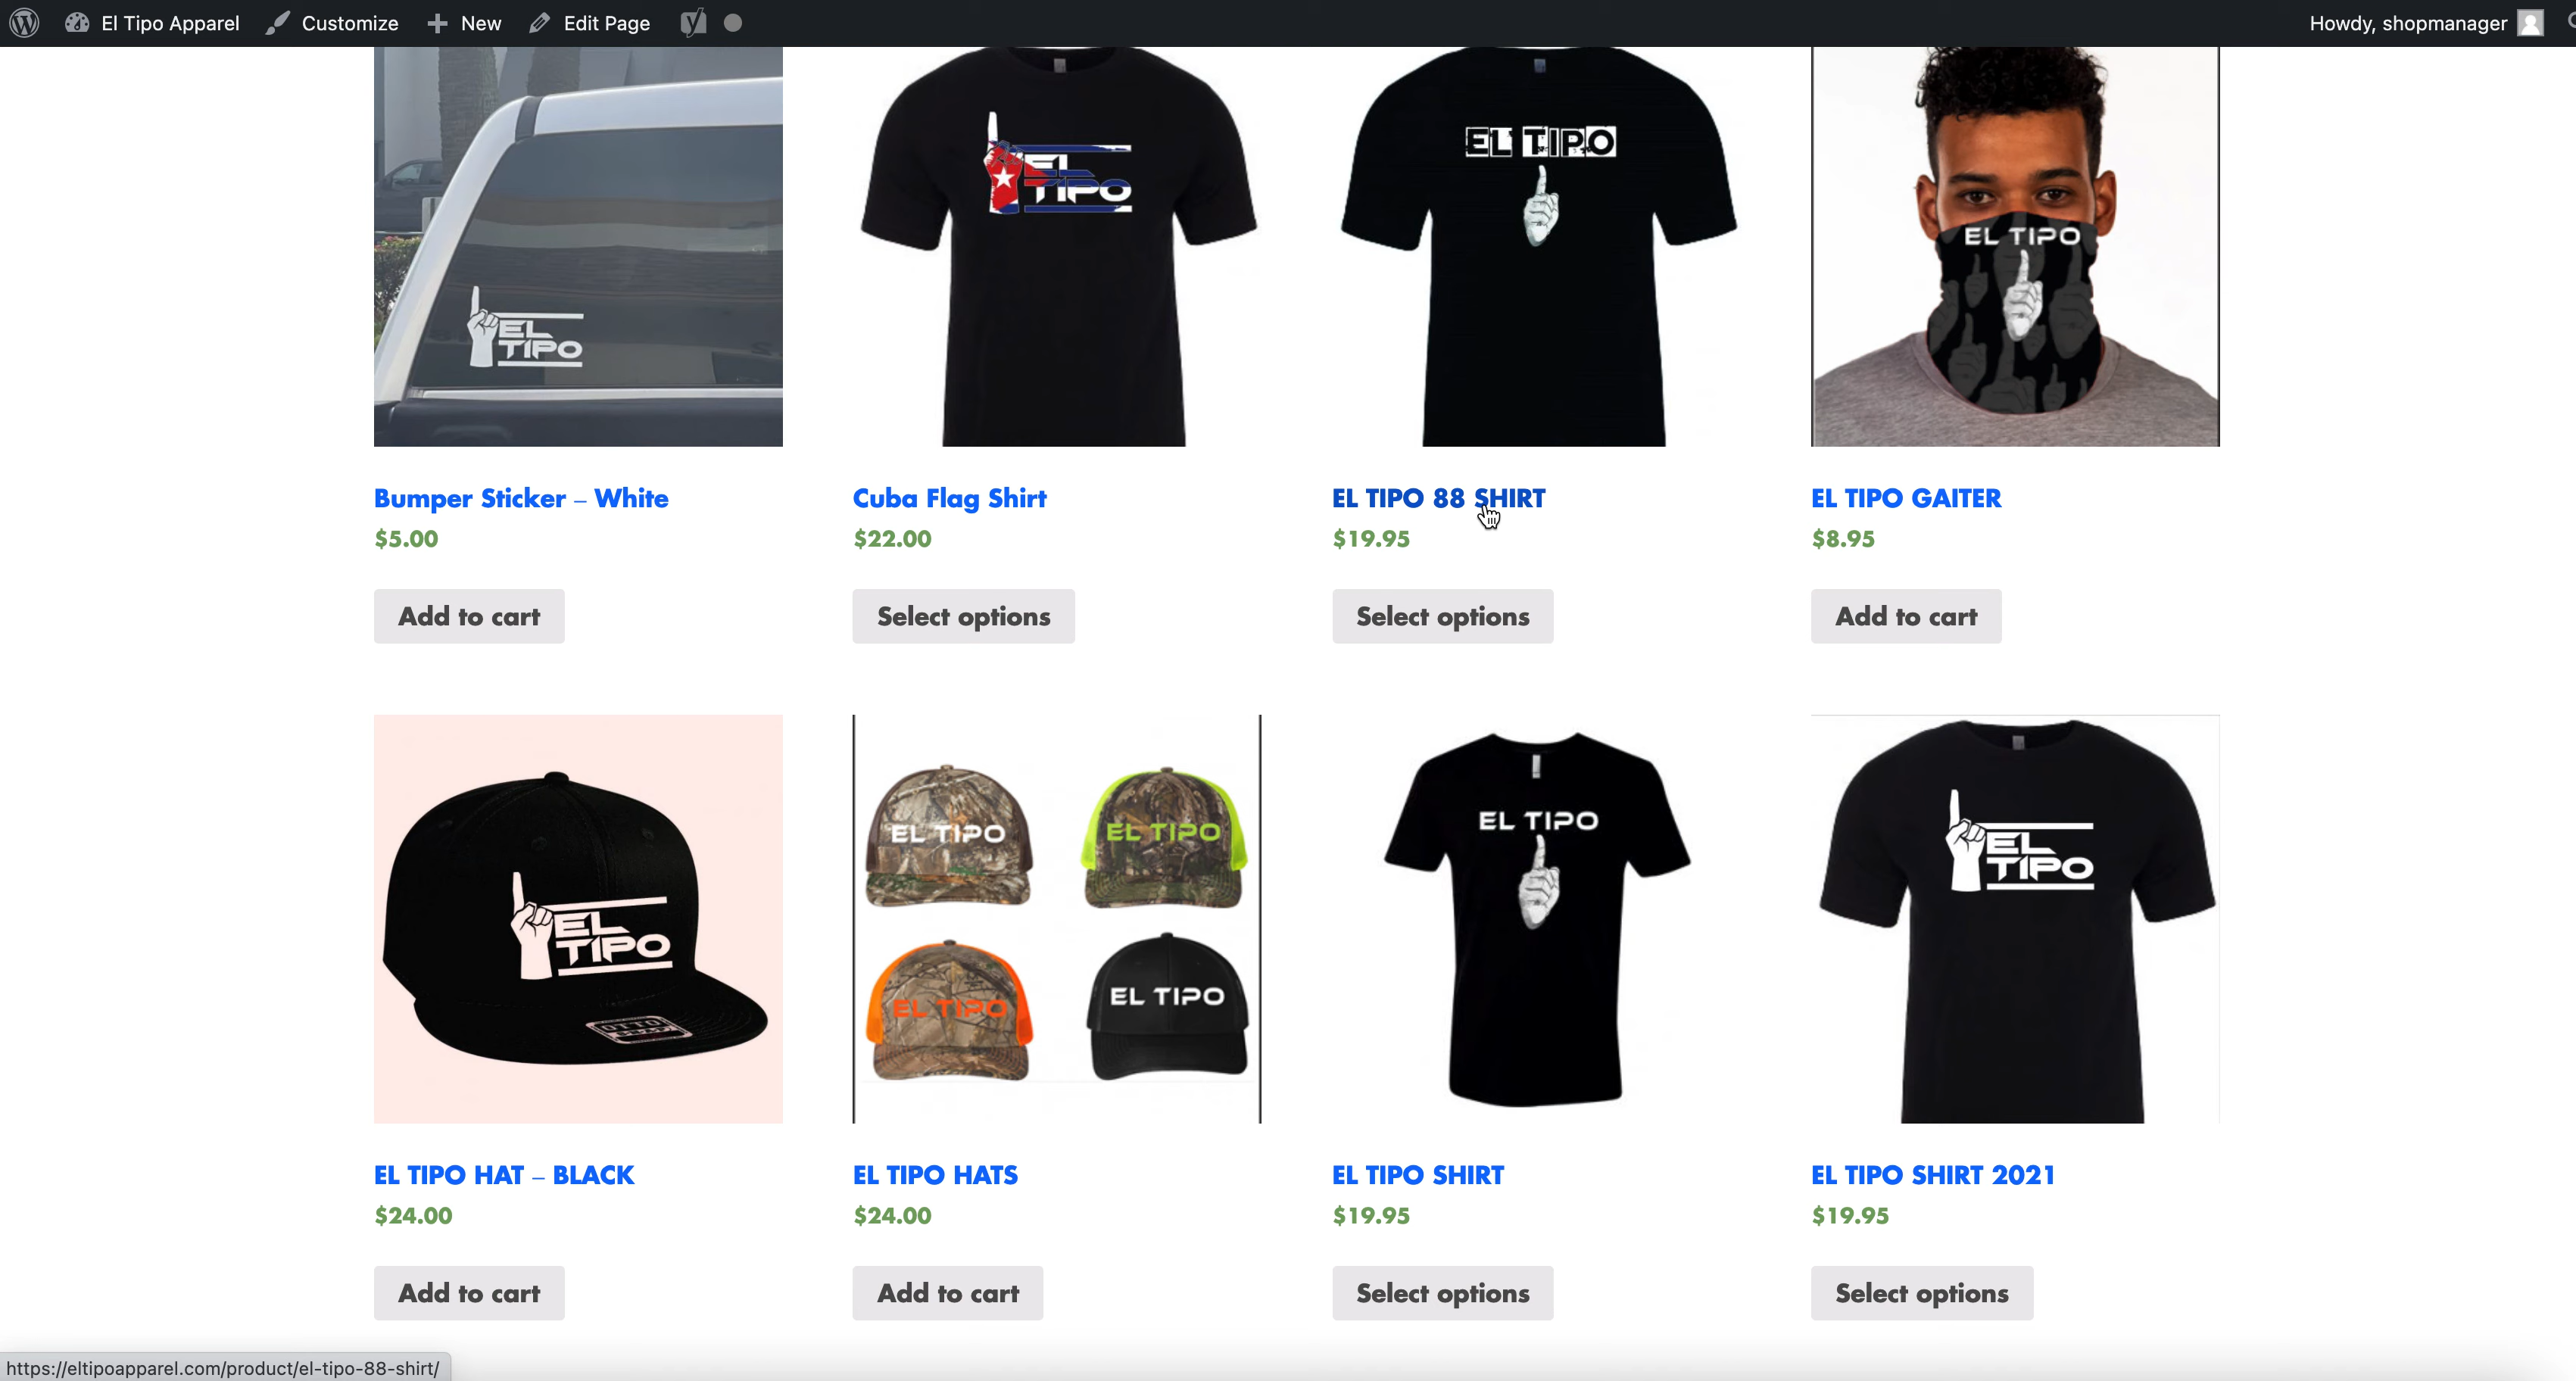 El Tipo Apparel Customize New Edit Page Howdy, shopmanager
EL
TIPO
EL
TIPO
EL TIPO
EL TIPO
Bumper Sticker – White
$5.00
Add to cart
Cuba Flag Shirt
$22.00
Select options
EL TIPO 88 SHIRT
$19.95
Select options
EL TIPO GAITER
$8.95
Add to cart
EL
TIPO
OTTO
SNAP
EL TIPO
EL TIPO
EL TIPO
EL TIPO
EL TIPO
EL
TIPO
EL TIPO HAT – BLACK
$24.00
Add to cart
EL TIPO HATS
$24.00
Add to cart
EL TIPO SHIRT
$19.95
Select options
EL TIPO SHIRT 2021
$19.95
Select options
https://eltipoapparel.com/product/el-tipo-88-shirt/